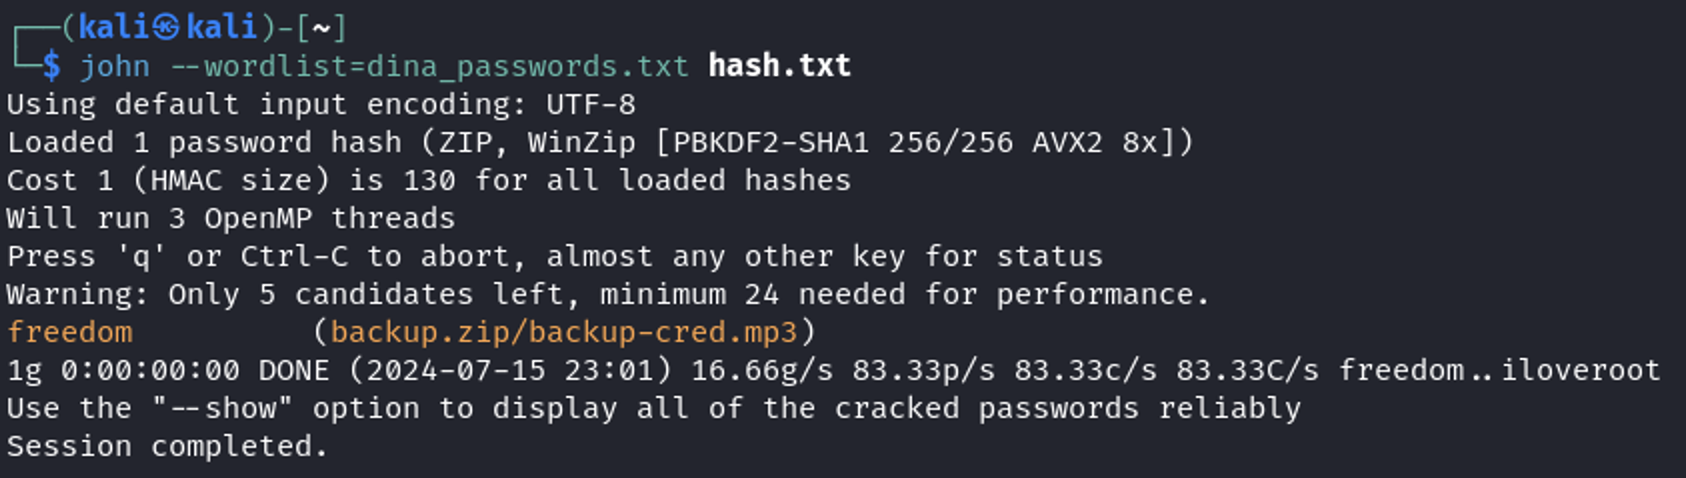 ┌──(kali㉿kali)-[~]
└─$ john --wordlist=dina_passwords.txt hash.txt
Using default input encoding: UTF-8
Loaded 1 password hash (ZIP, WinZip [PBKDF2-SHA1 256/256 AVX2 8x])
Cost 1 (HMAC size) is 130 for all loaded hashes
Will run 3 OpenMP threads
Press 'q' or Ctrl-C to abort, almost any other key for status
Warning: Only 5 candidates left, minimum 24 needed for performance.
freedom          (backup.zip/backup-cred.mp3)
1g 0:00:00:00 DONE (2024-07-15 23:01) 16.66g/s 83.33p/s 83.33c/s 83.33C/s freedom..iloveroot
Use the "--show" option to display all of the cracked passwords reliably
Session completed.